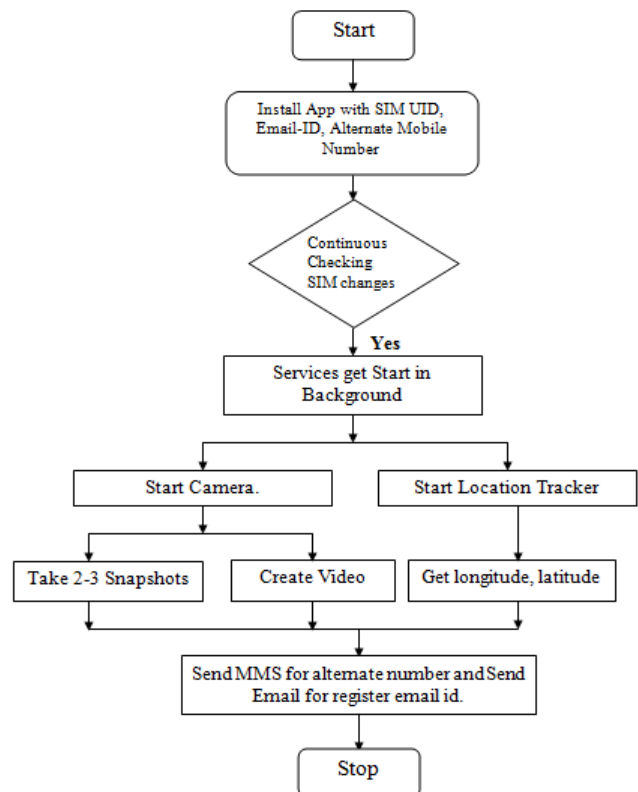 Start
Install App with SIM UID,
Email-ID, Alternate Mobile
Number
Continuous
Checking
SIM changes
Yes
Services get Start in
Background
Start Camera.
Start Location Tracker
Take 2-3 Snapshots
Create Video
Get longitude, latitude
Send MMS for alternate number and Send
Email for register email id.
Stop